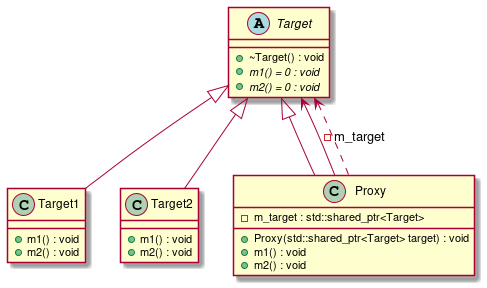 A Target
~Target() : void
m1() = 0 : void
m2() = 0 : void
m_target
C Target1
m1() : void
m2() : void
C Target2
m1() : void
m2() : void
C Proxy
m_target : std::shared_ptr<Target>
Proxy(std::shared_ptr<Target> target) : void
m1() : void
m2() : void